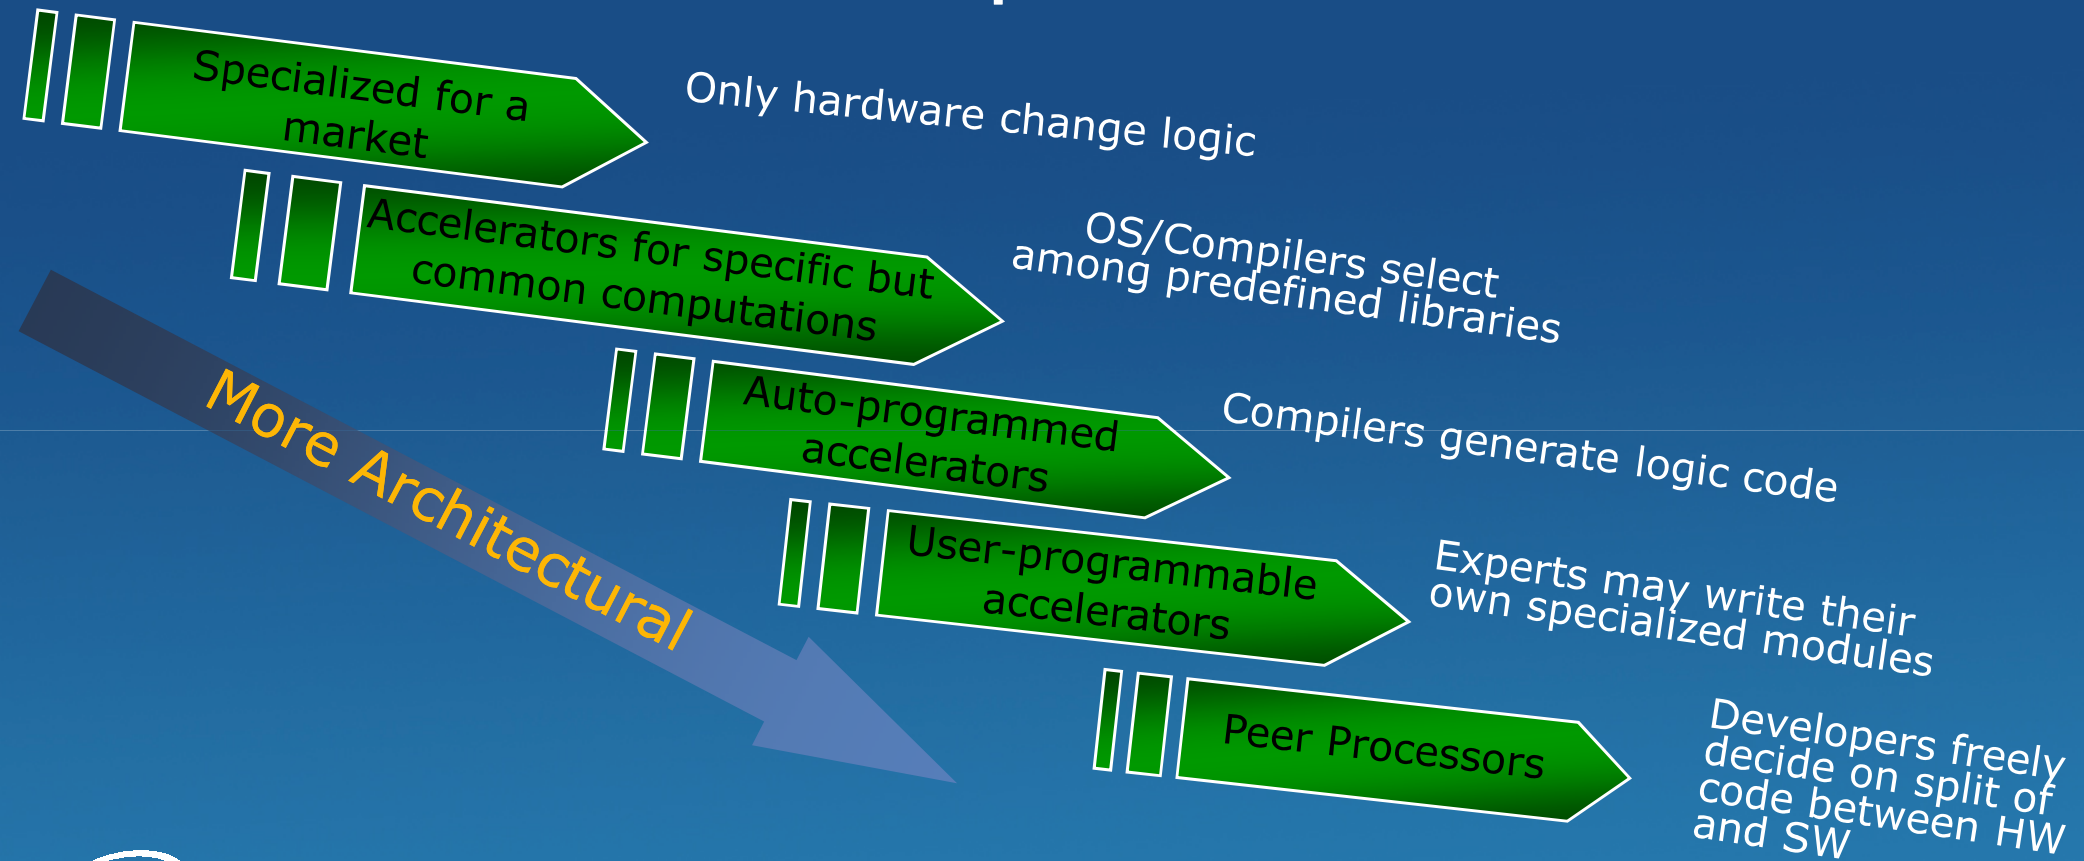 Specialized for a
market
Only hardware change logic
Accelerators for specific but
common computations
OS/Compilers select
among predefined libraries
More Architectural
Auto-programmed
accelerators
Compilers generate logic code
User-programmable
accelerators
Experts may write their
own specialized modules
Peer Processors
Developers freely
decide on split of
code between HW
and SW